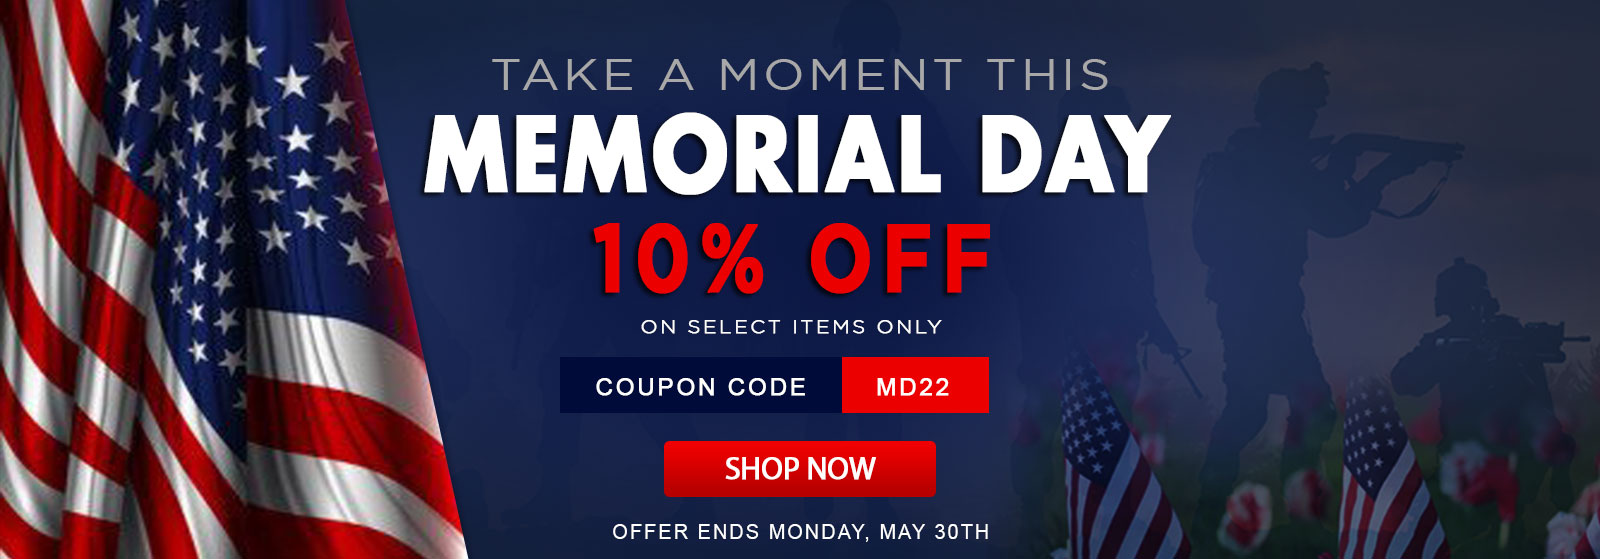 TAKE A MOMENT THIS
MEMORIAL DAY
10% OFF
ON SELECT ITEMS ONLY
COUPON CODE MD22
SHOP NOW
OFFER ENDS MONDAY, MAY 30TH